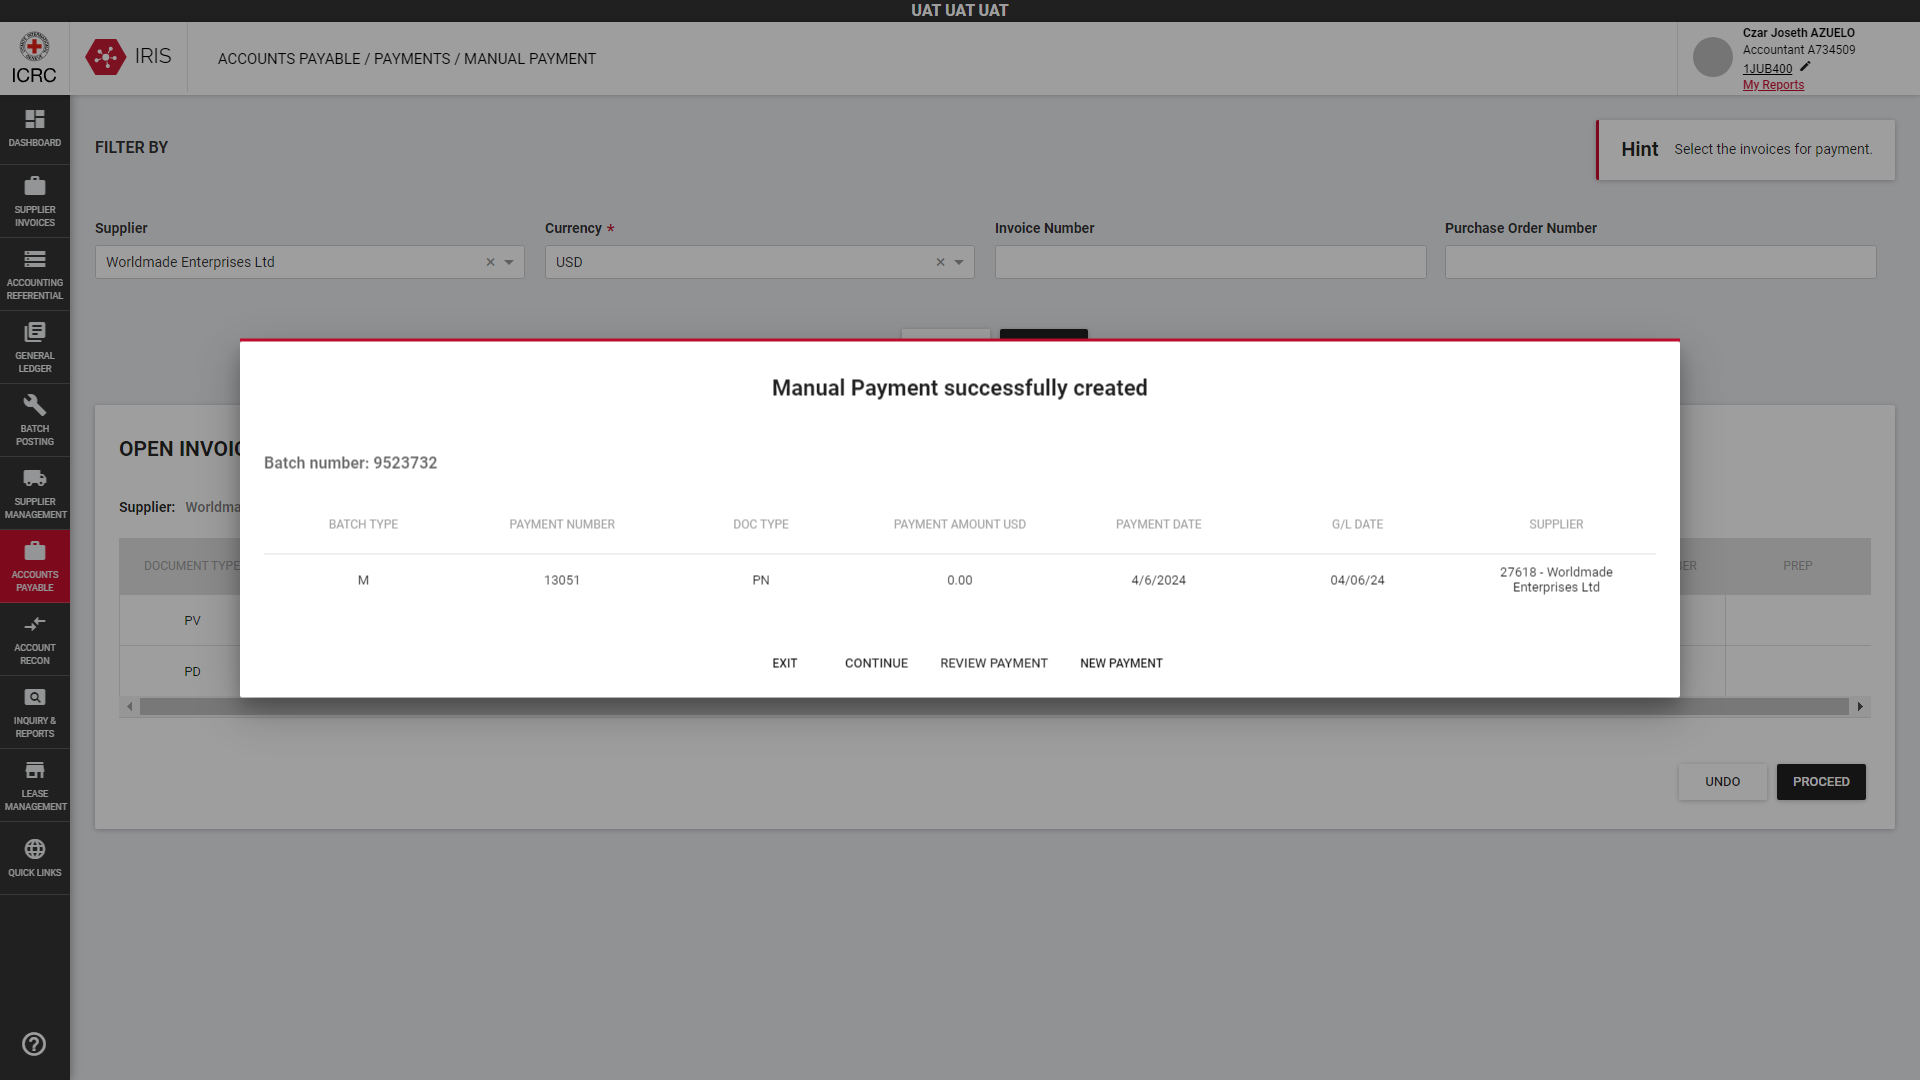 UAT UAT UAT
ICRC
IRIS
ACCOUNTS PAYABLE / PAYMENTS / MANUAL PAYMENT
Czar Joseth AZUELO
Accountant A734509
1JUB400
My Reports
DASHBOARD
SUPPLIER
INVOICES
ACCOUNTING
REFERENTIAL
GENERAL
LEDGER
BATCH
POSTING
SUPPLIER
MANAGEMENT
ACCOUNTS
PAYABLE
ACCOUNT
RECON
INQUIRY &
REPORTS
LEASE
MANAGEMENT
QUICK LINKS
FILTER BY
Hint Select the invoices for payment.
Supplier Currency * Invoice Number Purchase Order Number
Worldmade Enterprises Ltd USD
OPEN INVOIC
Supplier: Worldma
DOCUMENT TYPE ER PREP
PV
PD
Manual Payment successfully created
Batch number: 9523732
BATCH TYPE PAYMENT NUMBER DOC TYPE PAYMENT AMOUNT USD PAYMENT DATE G/L DATE SUPPLIER
M 13051 PN 0.00 4/6/2024 04/06/24 27618 - Worldmade
Enterprises Ltd
EXIT CONTINUE REVIEW PAYMENT NEW PAYMENT
UNDO PROCEED